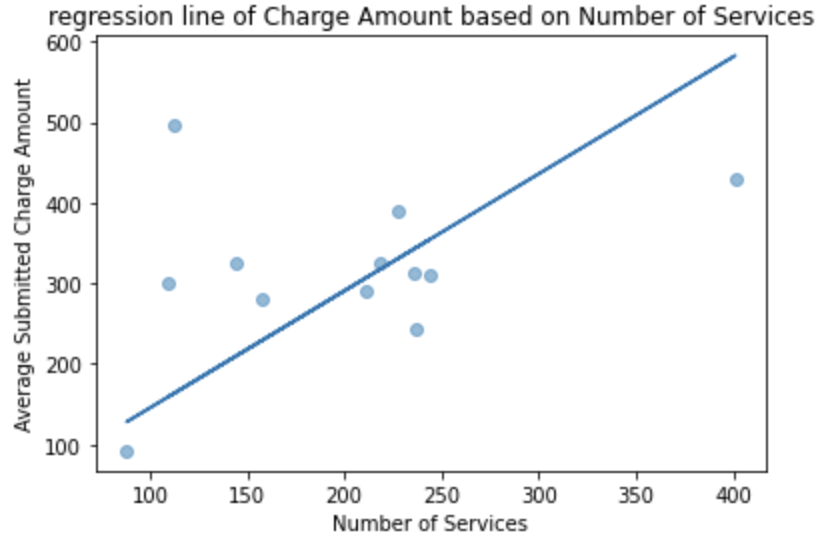 regression line of Charge Amount based on Number of Services
600
500
400
300
200
100
Average Submitted Charge Amount
100 150 200 250 300 350 400
Number of Services